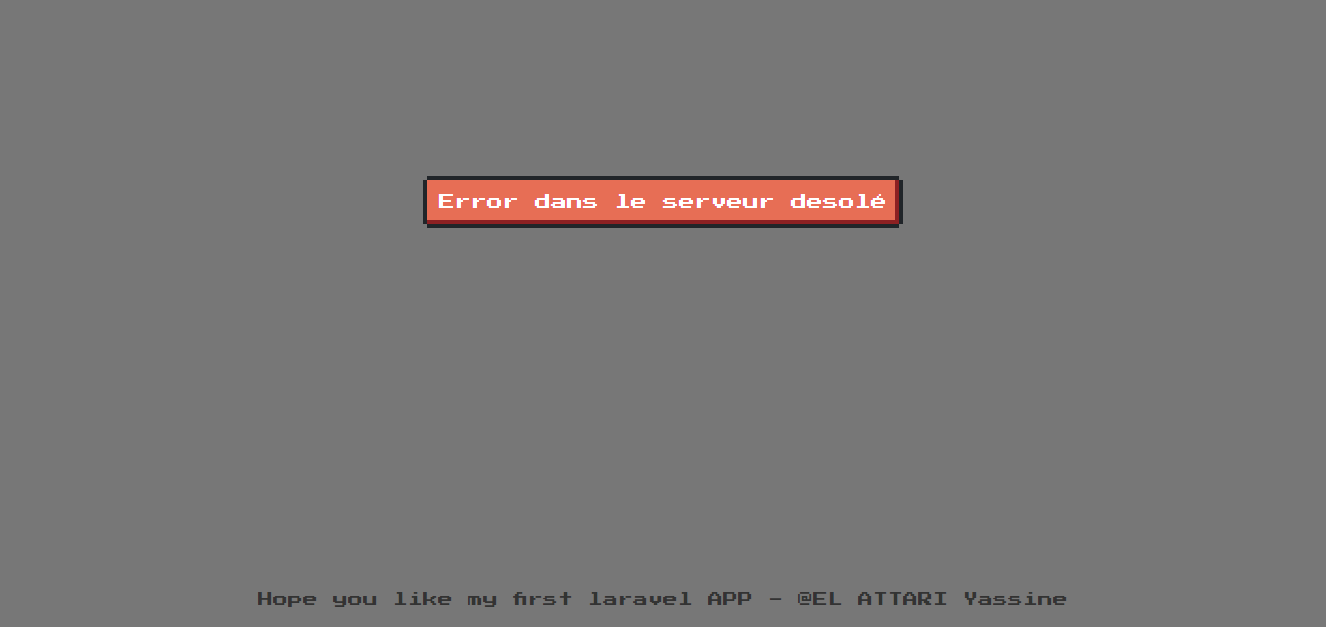 Error dans le serveur desolé
Hope you like my first laravel APP - @EL ATTARI Yassine